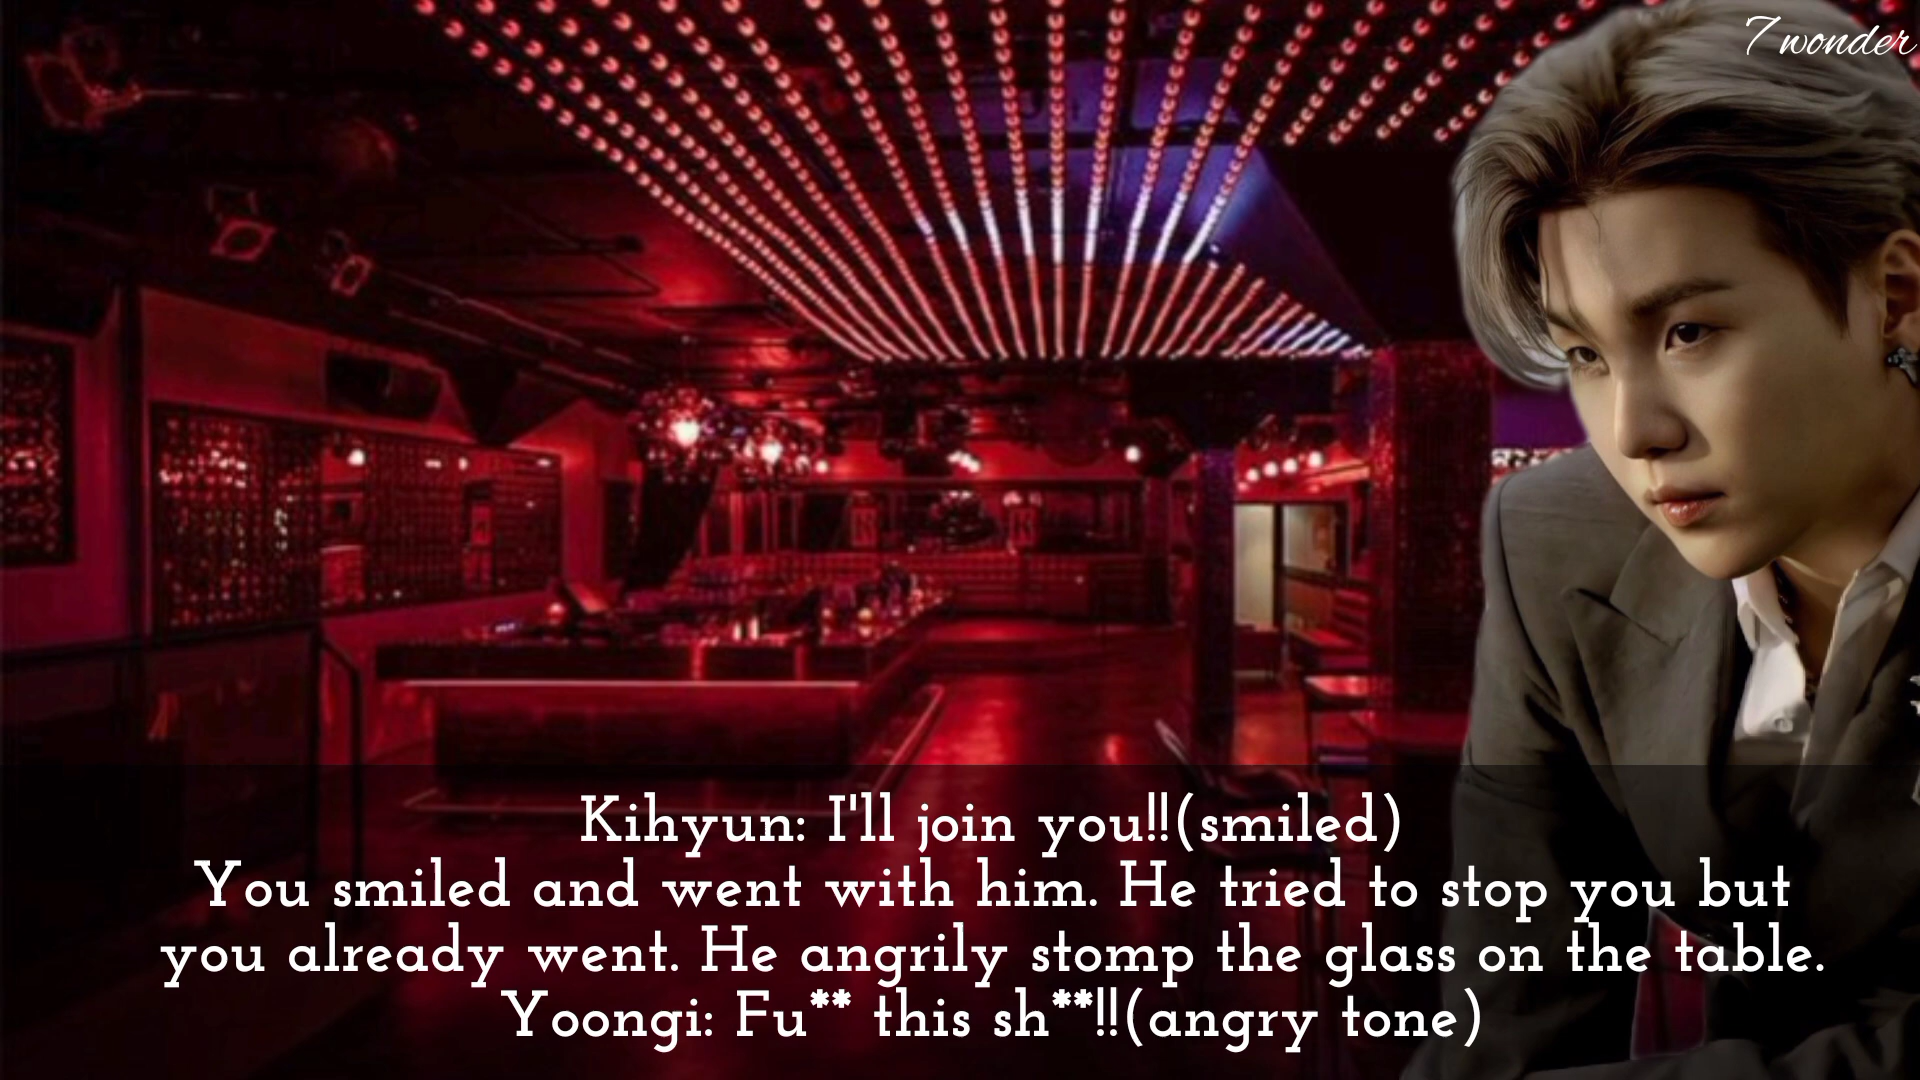 7 wonder
Kihyun: I'll join you!!(smiled)
You smiled and went with him. He tried to stop you but
you already went. He angrily stomp the glass on the table.
Yoongi: Fu** this sh**!!(angry tone)